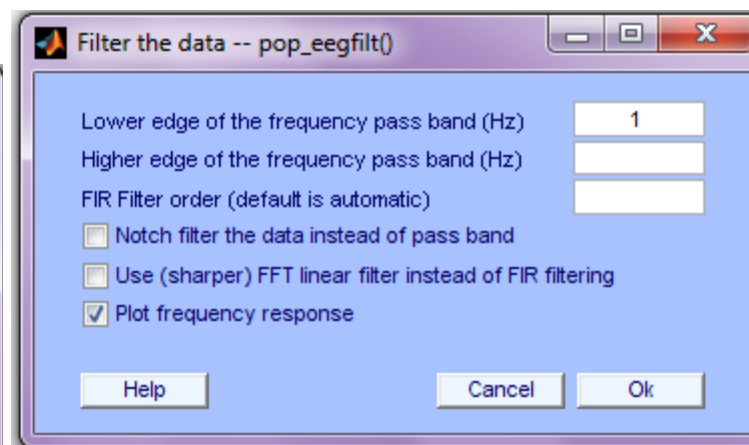 Filter the data -- pop_eegfilt()
Lower edge of the frequency pass band (Hz) 1
Higher edge of the frequency pass band (Hz)
FIR Filter order (default is automatic)
Notch filter the data instead of pass band
Use (sharper) FFT linear filter instead of FIR filtering
Plot frequency response
Help Cancel Ok